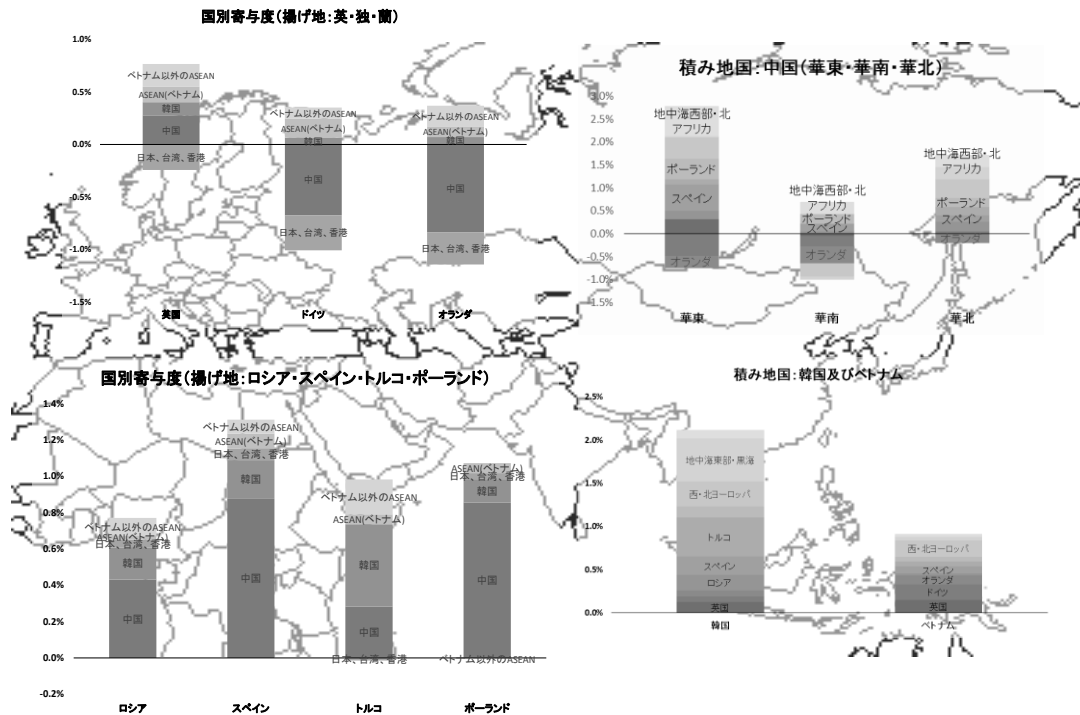 国別寄与度(揚げ地:英・独・蘭)
1.0%
0.5%
0.0%
-0.5%
-1.0%
-1.5%
ベトナム以外のASEAN
ASEAN(ベトナム)
韓国
中国
日本、台湾、香港
英国
ベトナム以外のASEAN
ASEAN(ベトナム)
韓国
中国
日本、台湾、香港
ドイツ
ベトナム以外のASEAN
ASEAN(ベトナム)
韓国
中国
日本、台湾、香港
オランダ
積み地国:中国(華東・華南・華北)
3.0%
2.5%
2.0%
1.5%
1.0%
0.5%
0.0%
-0.5%
-1.0%
-1.5%
地中海西部・北
アフリカ
ポーランド
スペイン
オランダ
華東
地中海西部・北
アフリカ
ポーランド
スペイン
オランダ
華南
地中海西部・北
アフリカ
ポーランド
スペイン
オランダ
華北
国別寄与度(揚げ地:ロシア・スペイン・トルコ・ポーランド)
1.4%
1.2%
1.0%
0.8%
0.6%
0.4%
0.2%
0.0%
-0.2%
ベトナム以外のASEAN
ASEAN(ベトナム)
日本、台湾、香港
韓国
中国
ロシア
ベトナム以外のASEAN
ASEAN(ベトナム)
日本、台湾、香港
韓国
中国
スペイン
ベトナム以外のASEAN
ASEAN(ベトナム)
韓国
中国
日本、台湾、香港
トルコ
ASEAN(ベトナム)
日本、台湾、香港
韓国
中国
ベトナム以外のASEAN
ポーランド
積み地国:韓国及びベトナム
2.5%
2.0%
1.5%
1.0%
0.5%
0.0%
地中海東部・黒海
西・北ヨーロッパ
トルコ
スペイン
ロシア
英国
韓国
西・北ヨーロッパ
スペイン
オランダ
ドイツ
英国
ベトナム